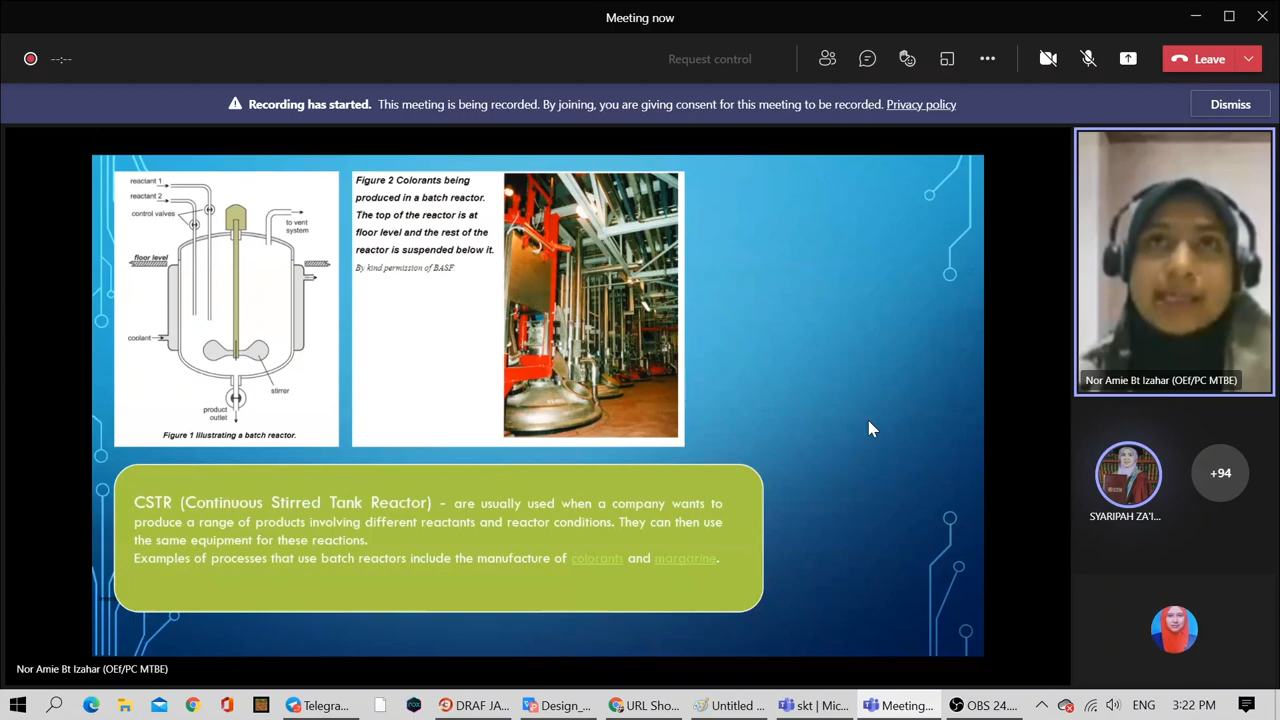 Meeting now
--:--
Request control
Leave
Recording has started. This meeting is being recorded. By joining, you are giving consent for this meeting to be recorded. Privacy policy
Dismiss
reactant 1
reactant 2
control valves
to vent
system
floor level
coolant
stirrer
product
outlet
Figure 1 Illustrating a batch reactor.
Figure 2 Colorants being
produced in a batch reactor.
The top of the reactor is at
floor level and the rest of the
reactor is suspended below it.
By kind permission of BASF.
CSTR (Continuous Stirred Tank Reactor) - are usually used when a company wants to
produce a range of products involving different reactants and reactor conditions. They can then use
the same equipment for these reactions.
Examples of processes that use batch reactors include the manufacture of colorants and margarine.
Nor Amie Bt Izahar (OEf/PC MTBE)
SYARIPAH ZA'I...
+94
Nor Amie Bt Izahar (OEf/PC MTBE)
Telegra...
DRAF JA...
Design_...
URL Sho...
Untitled ...
skt | Mic...
Meeting...
OBS 24....
ENG
3:22 PM